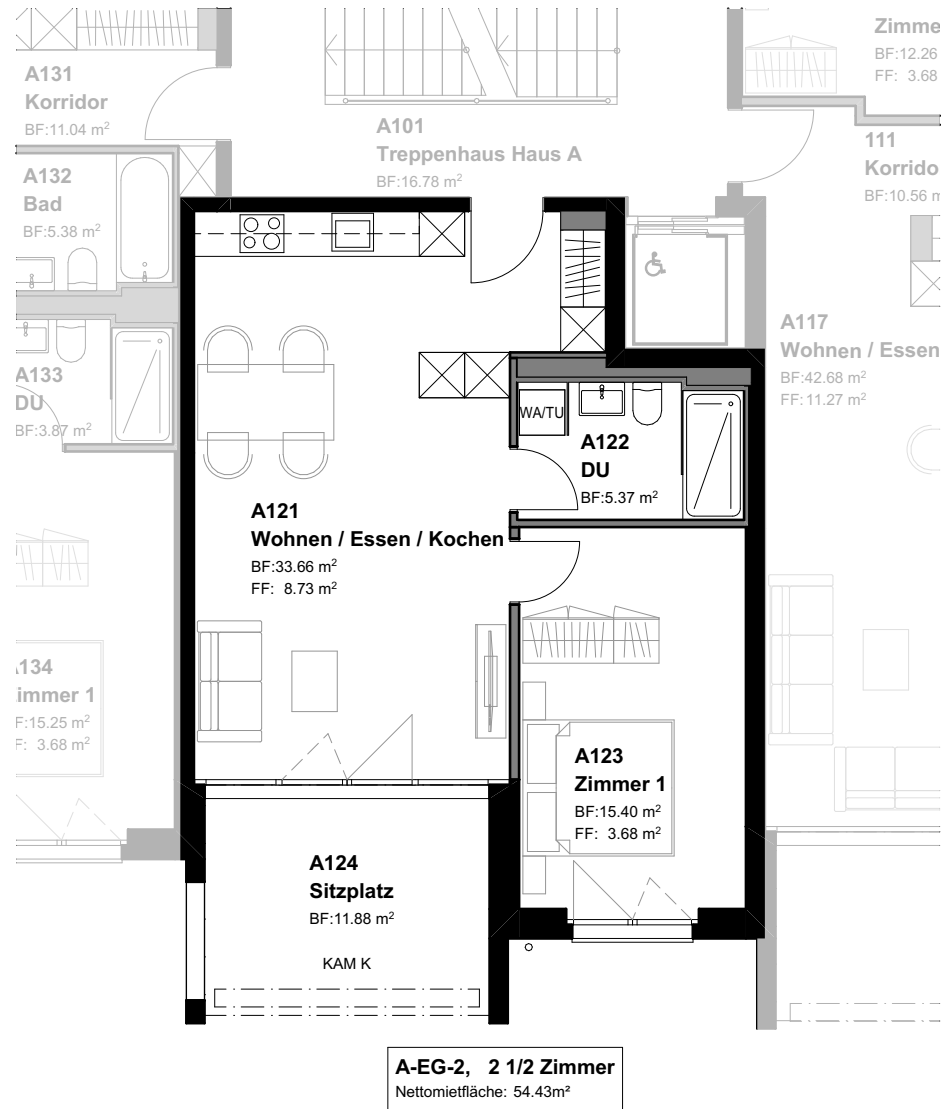 Zimme
BF:12.26
FF: 3.68
A131
Korridor
BF:11.04 m²
A101
Treppenhaus Haus A
BF:16.78 m²
111
Korrido
BF:10.56 m
A132
Bad
BF:5.38 m²
A117
Wohnen / Essen
BF:42.68 m²
FF: 11.27 m²
A133
DU
BF:3.87 m²
WA/TU
A122
DU
BF:5.37 m²
A121
Wohnen / Essen / Kochen
BF:33.66 m²
FF: 8.73 m²
A134
immer 1
F:15.25 m²
F: 3.68 m²
A123
Zimmer 1
BF:15.40 m²
FF: 3.68 m²
A124
Sitzplatz
BF:11.88 m²
KAM K
A-EG-2, 2 1/2 Zimmer
Nettomietfläche: 54.43m²